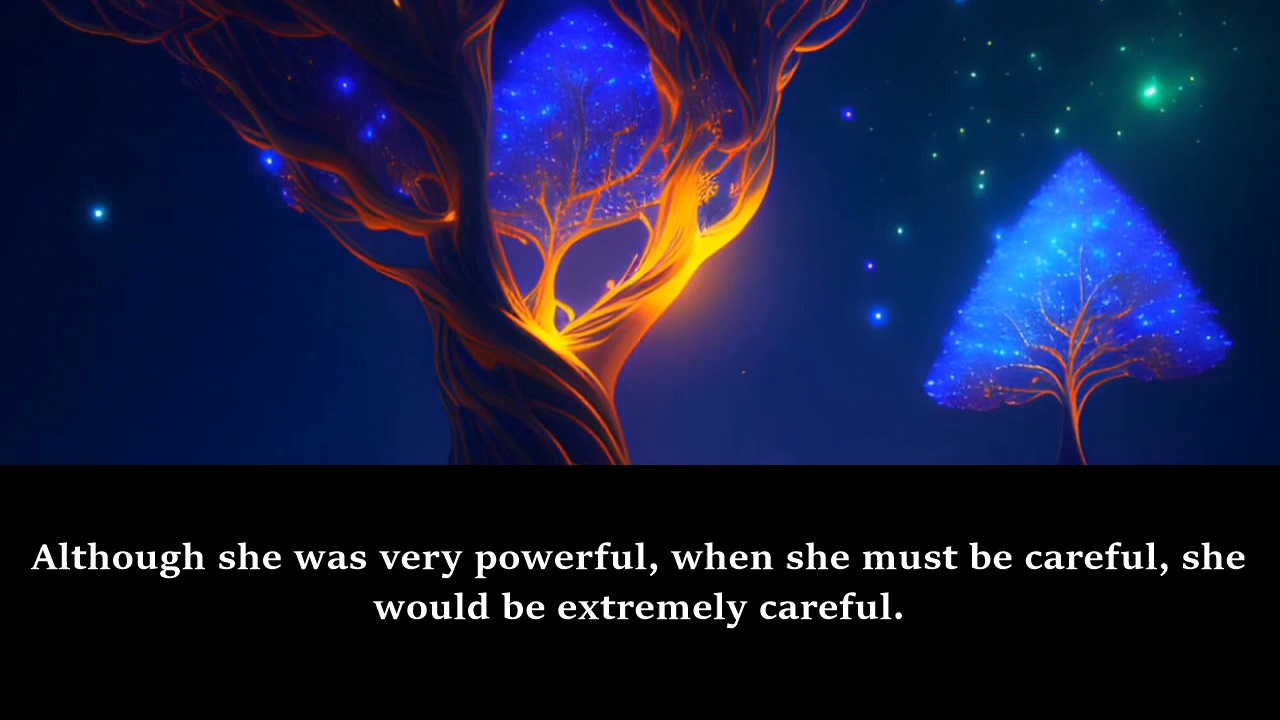 Although she was very powerful, when she must be careful, she
would be extremely careful.